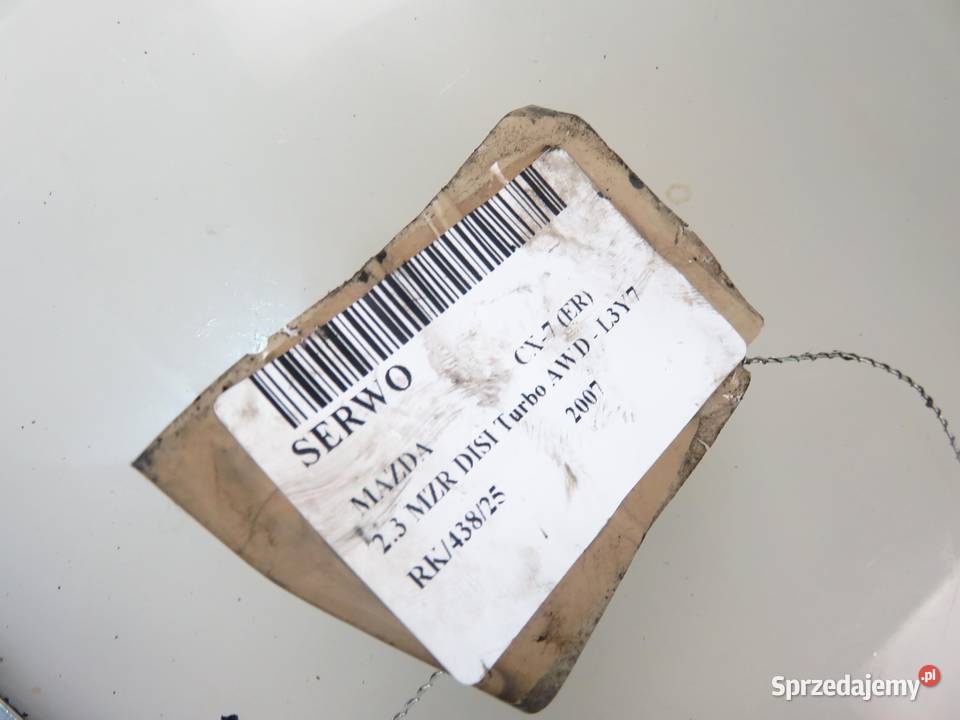 SERWO
MAZDA CX-7 (ER)
2.3 MZR DISI Turbo AWD - L3Y7
RK/438/25 2007
Sprzedajemy.pl